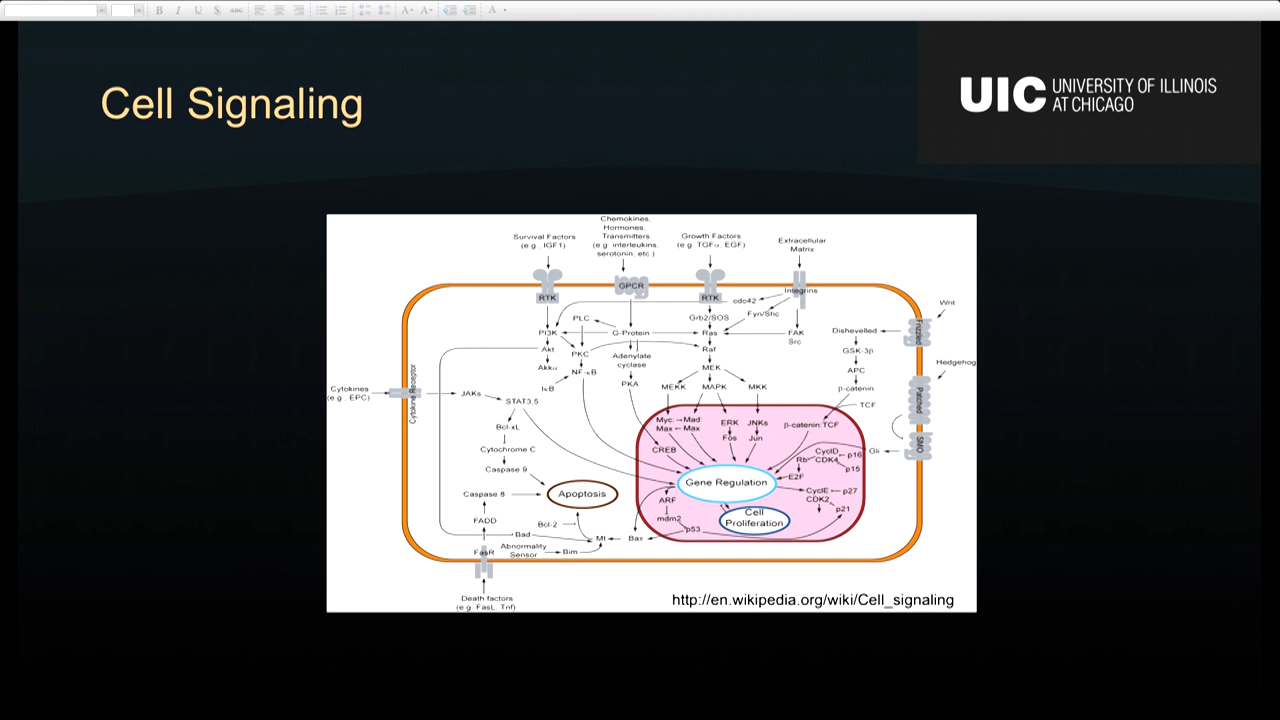 B I U S ABC A A A
Cell Signaling
UIC UNIVERSITY OF ILLINOIS
AT CHICAGO
Chemokines,
Hormones,
Transmitters
(e.g. interleukins,
serotonin, etc.)
Survival Factors
(e.g., IGF1)
Growth Factors
(e.g. TGFα, EGF)
Extracellular
Matrix
RTK
GPCR
RTK
Integrins
cdc42
Wnt
PLC
Grb2/SOS
Fyn/Shc
Frizzled
PI3K
G-Protein
Ras
FAK
Src
Dishevelled
Akt
PKC
Adenylate
cyclase
Raf
GSK-3β
Akkα
NF-κB
MEK
APC
Hedgehog
IκB
PKA
MEKK
MAPK
MKK
β-catenin
Cytokines
(e.g., EPC)
Cytokine Receptor
JAKs
STAT3,5
TCF
Patched
Myc: → Mad:
Max ← Max
ERK
Fos
JNKs
Jun
β-catenin:TCF
Bcl-xL
Cytochrome C
CREB
CyclD
CDK4
p16
p15
Rb
Gli
SMO
Caspase 9
E2F
Gene Regulation
Caspase 8
Apoptosis
ARF
CyclE
CDK2
p27
p21
FADD
Bcl-2
mdm2
Cell
Proliferation
p53
Bad
Mt
Bax
FasR
Abnormality
Sensor
Bim
Death factors
(e.g. FasL, Tnf)
http://en.wikipedia.org/wiki/Cell_signaling